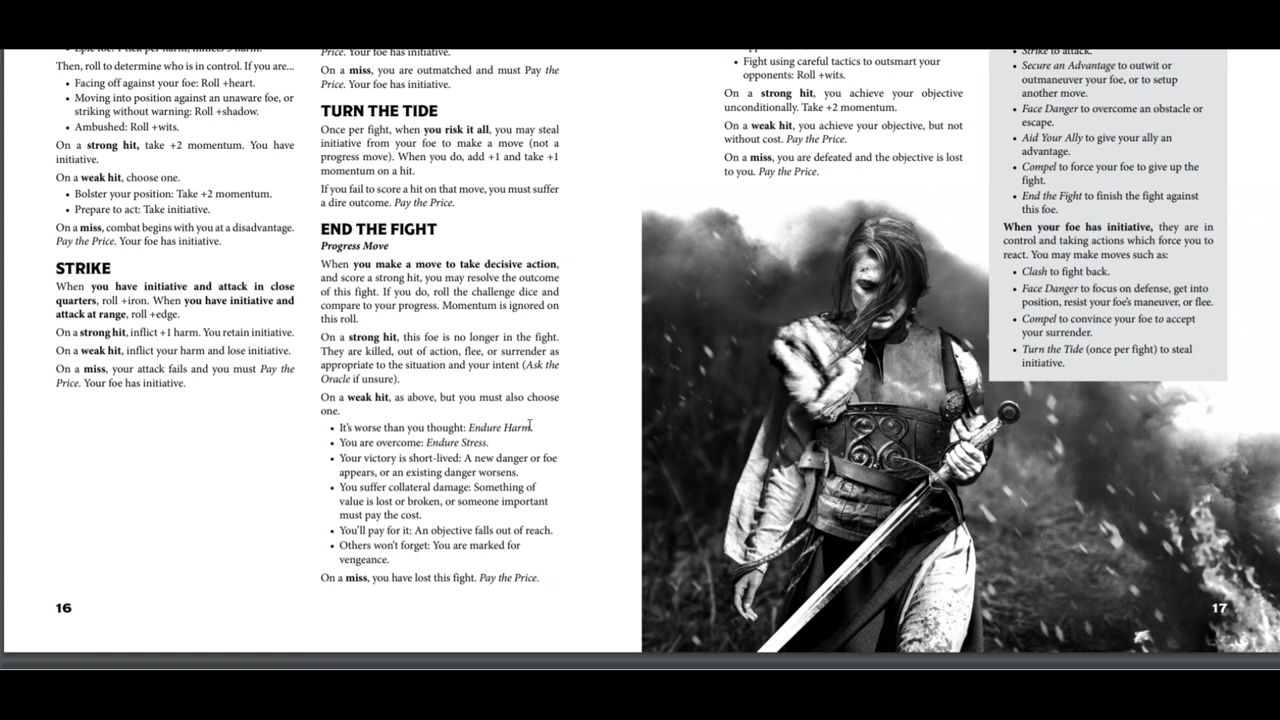 Then, roll to determine who is in control. If you are...
• Facing off against your foe: Roll +heart.
• Moving into position against an unaware foe, or
striking without warning: Roll +shadow.
• Ambushed: Roll +wits.
On a strong hit, take +2 momentum. You have
initiative.
On a weak hit, choose one.
• Bolster your position: Take +2 momentum.
• Prepare to act: Take initiative.
On a miss, combat begins with you at a disadvantage.
Pay the Price. Your foe has initiative.
STRIKE
When you have initiative and attack in close
quarters, roll +iron. When you have initiative and
attack at range, roll +edge.
On a strong hit, inflict +1 harm. You retain initiative.
On a weak hit, inflict your harm and lose initiative.
On a miss, your attack fails and you must Pay the
Price. Your foe has initiative.
16
Price. Your foe has initiative.
On a miss, you are outmatched and must Pay the
Price. Your foe has initiative.
TURN THE TIDE
Once per fight, when you risk it all, you may steal
initiative from your foe to make a move (not a
progress move). When you do, add +1 and take +1
momentum on a hit.
If you fail to score a hit on that move, you must suffer
a dire outcome. Pay the Price.
END THE FIGHT
Progress Move
When you make a move to take decisive action,
and score a strong hit, you may resolve the outcome
of this fight. If you do, roll the challenge dice and
compare to your progress. Momentum is ignored on
this roll.
On a strong hit, this foe is no longer in the fight.
They are killed, out of action, flee, or surrender as
appropriate to the situation and your intent (Ask the
Oracle if unsure).
On a weak hit, as above, but you must also choose
one.
• It's worse than you thought: Endure Harm.
• You are overcome: Endure Stress.
• Your victory is short-lived: A new danger or foe
appears, or an existing danger worsens.
• You suffer collateral damage: Something of
value is lost or broken, or someone important
must pay the cost.
• You'll pay for it: An objective falls out of reach.
• Others won't forget: You are marked for
vengeance.
On a miss, you have lost this fight. Pay the Price.
• Fight using careful tactics to outsmart your
opponents: Roll +wits.
On a strong hit, you achieve your objective
unconditionally. Take +2 momentum.
On a weak hit, you achieve your objective, but not
without cost. Pay the Price.
On a miss, you are defeated and the objective is lost
to you. Pay the Price.
• Strike to attack.
• Secure an Advantage to outwit or
outmaneuver your foe, or to setup
another move.
• Face Danger to overcome an obstacle or
escape.
• Aid Your Ally to give your ally an
advantage.
• Compel to force your foe to give up the
fight.
• End the Fight to finish the fight against
this foe.
When your foe has initiative, they are in
control and taking actions which force you to
react. You may make moves such as:
• Clash to fight back.
• Face Danger to focus on defense, get into
position, resist your foe's maneuver, or flee.
• Compel to convince your foe to accept
your surrender.
• Turn the Tide (once per fight) to steal
initiative.
17